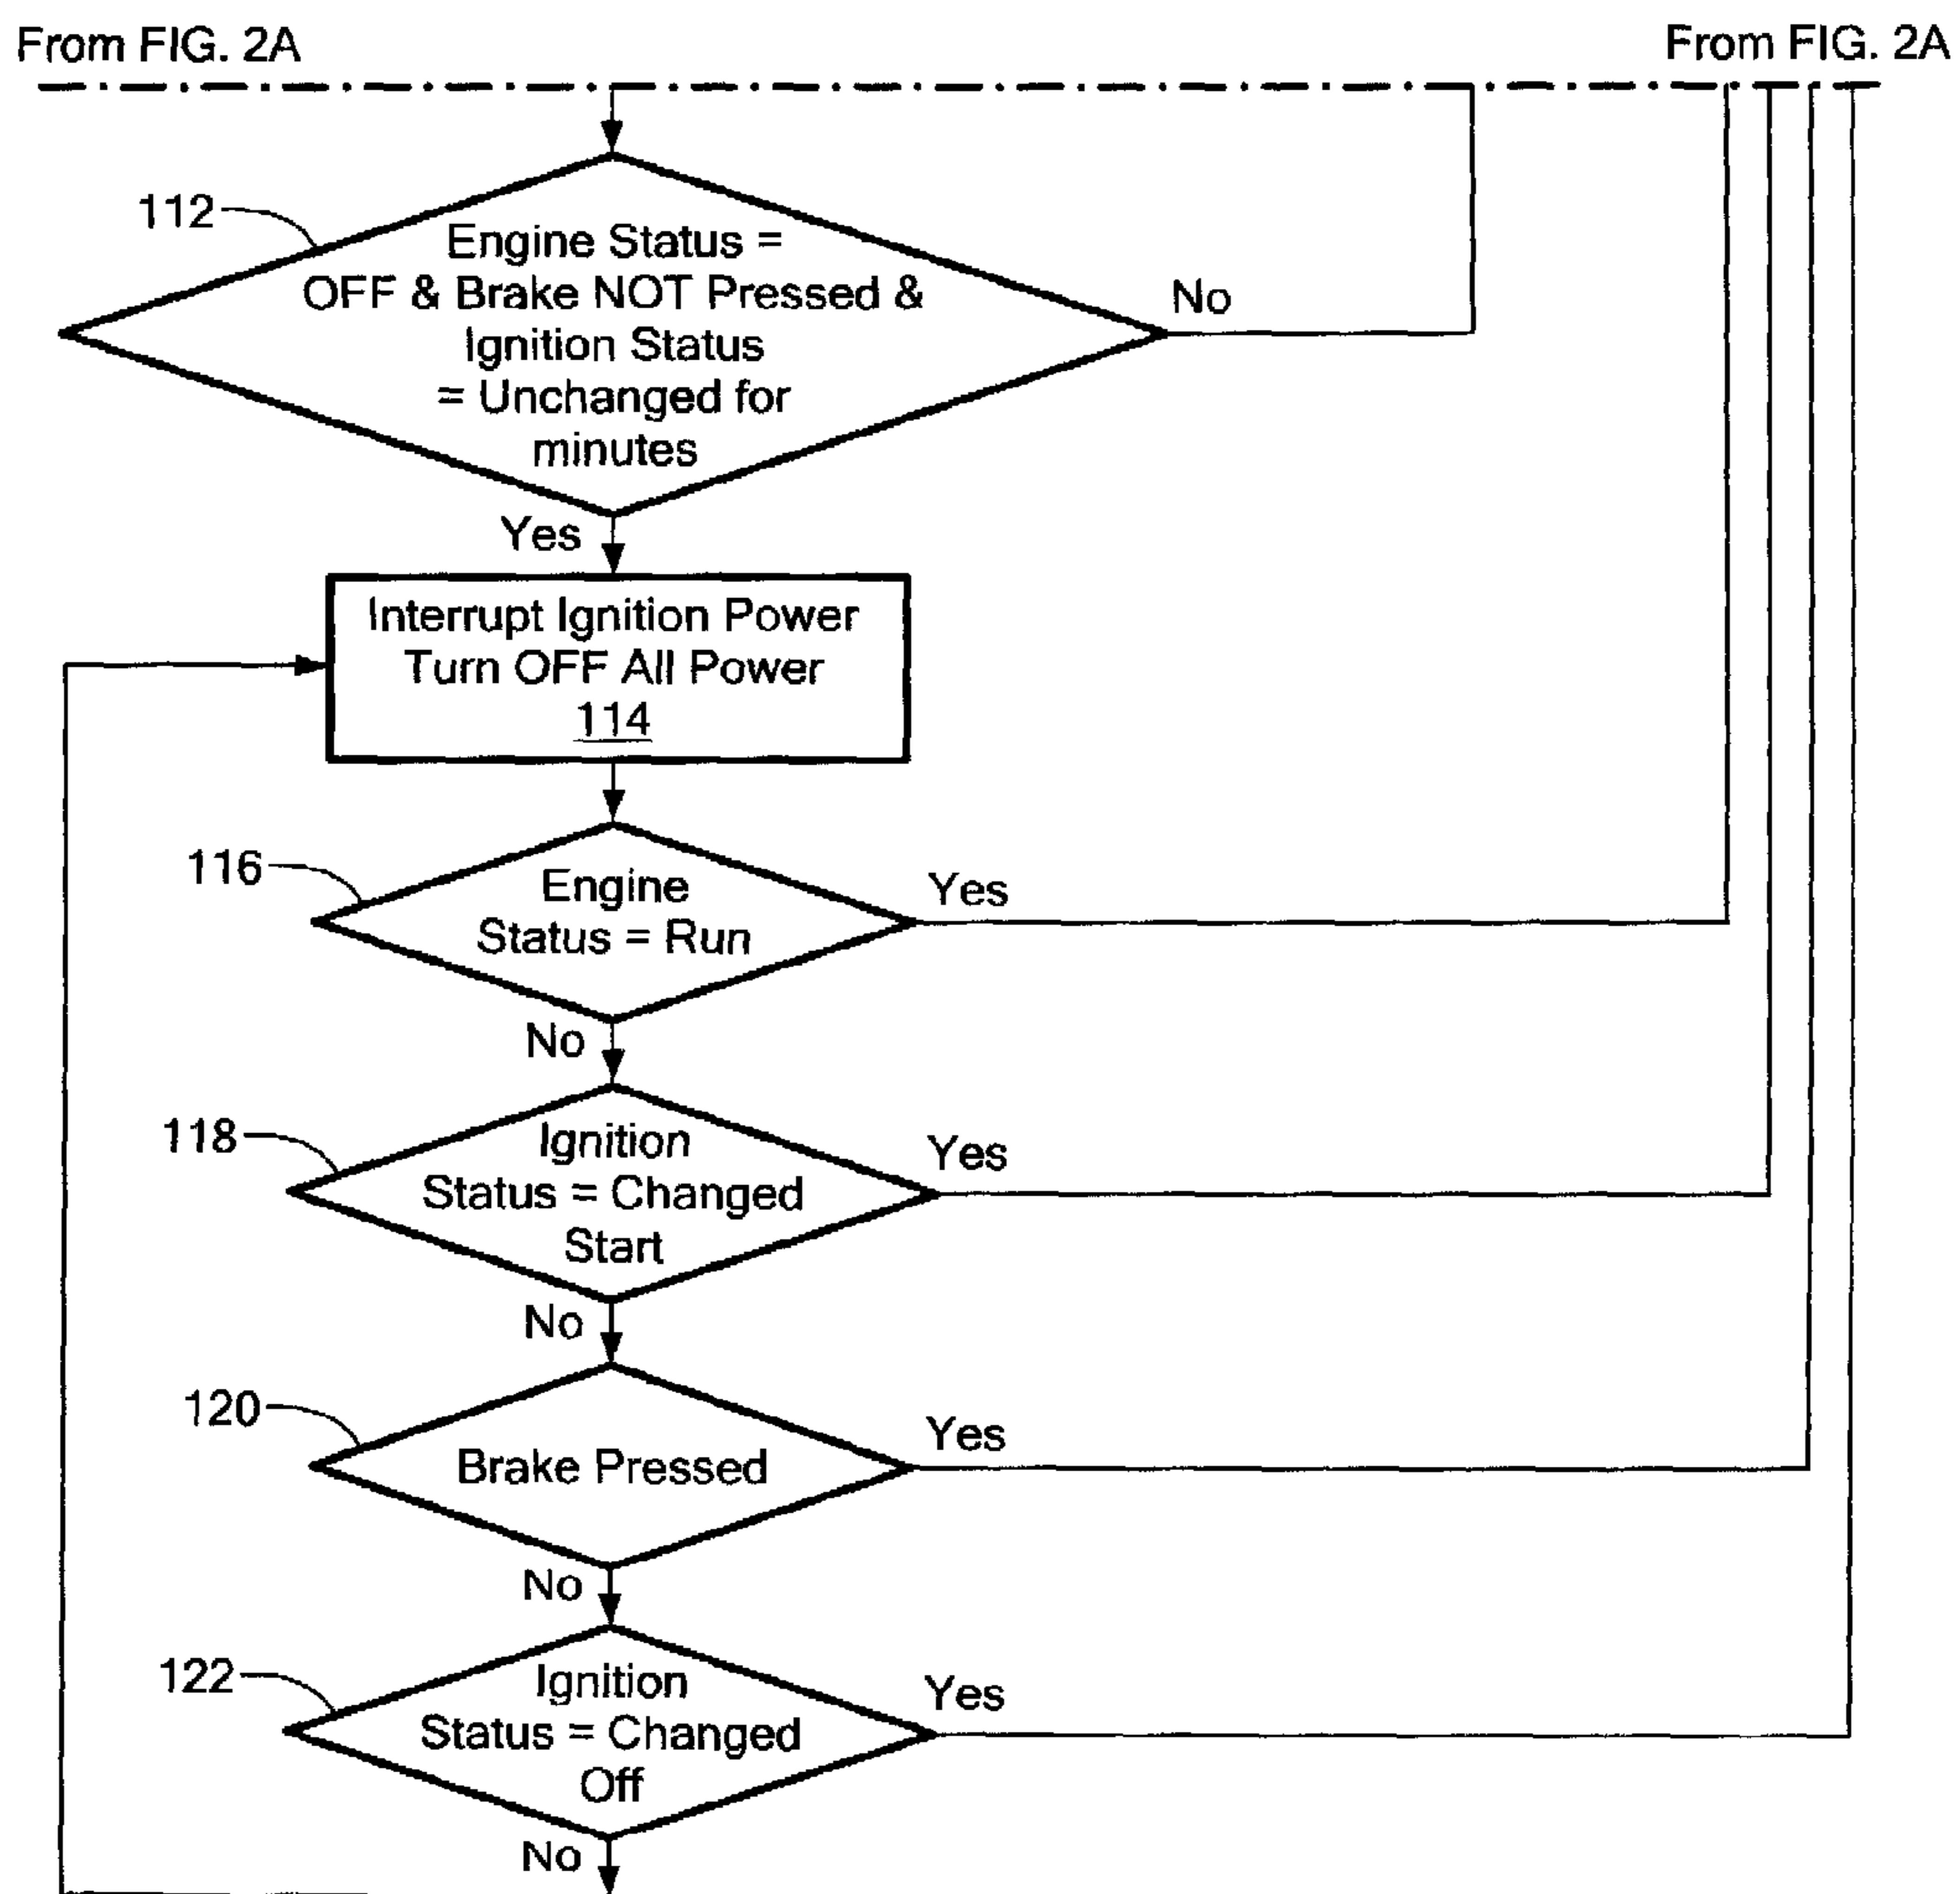 From FIG. 2A
From FIG. 2A
112
Engine Status =
OFF & Brake NOT Pressed &
Ignition Status
= Unchanged for
minutes
No
Yes
Interrupt Ignition Power
Turn OFF All Power
114
116
Engine
Status = Run
Yes
No
118
Ignition
Status = Changed
Start
Yes
No
120
Brake Pressed
Yes
No
122
Ignition
Status = Changed
Off
Yes
No